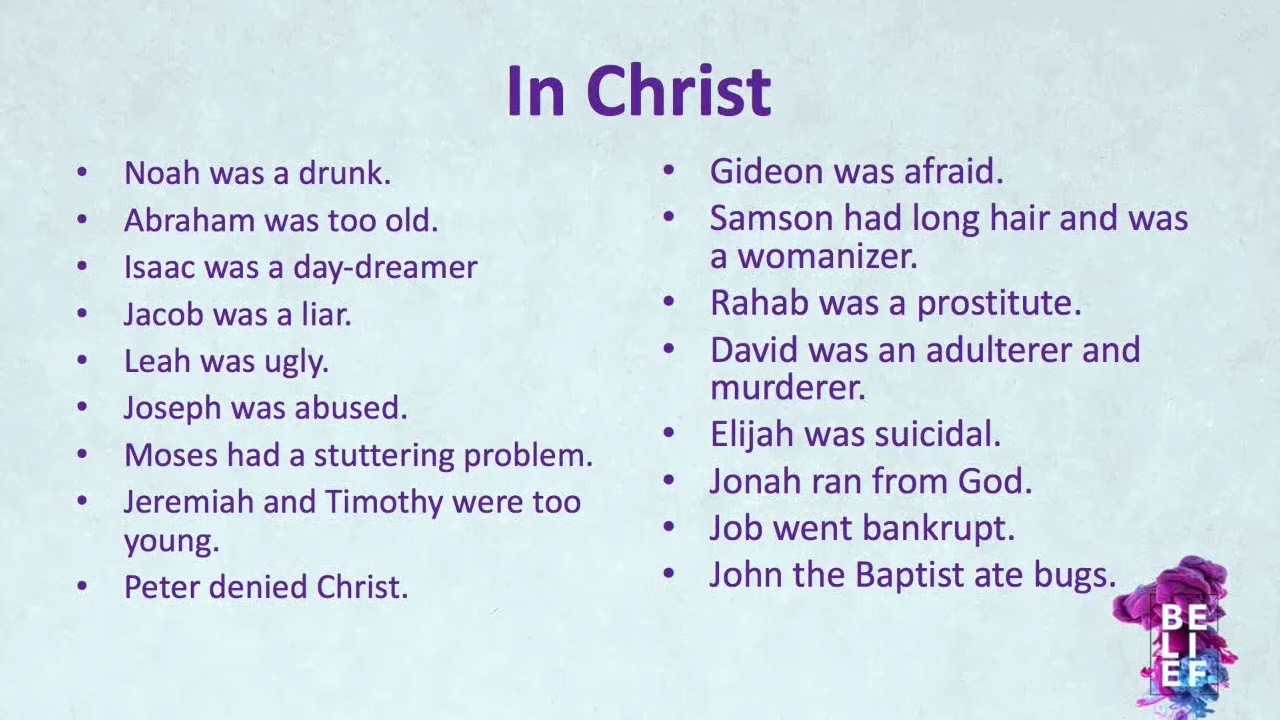 In Christ
• Noah was a drunk.
• Abraham was too old.
• Isaac was a day-dreamer
• Jacob was a liar.
• Leah was ugly.
• Joseph was abused.
• Moses had a stuttering problem.
• Jeremiah and Timothy were too
young.
• Peter denied Christ.
• Gideon was afraid.
• Samson had long hair and was
a womanizer.
• Rahab was a prostitute.
• David was an adulterer and
murderer.
• Elijah was suicidal.
• Jonah ran from God.
• Job went bankrupt.
• John the Baptist ate bugs.
BE
LI
EF